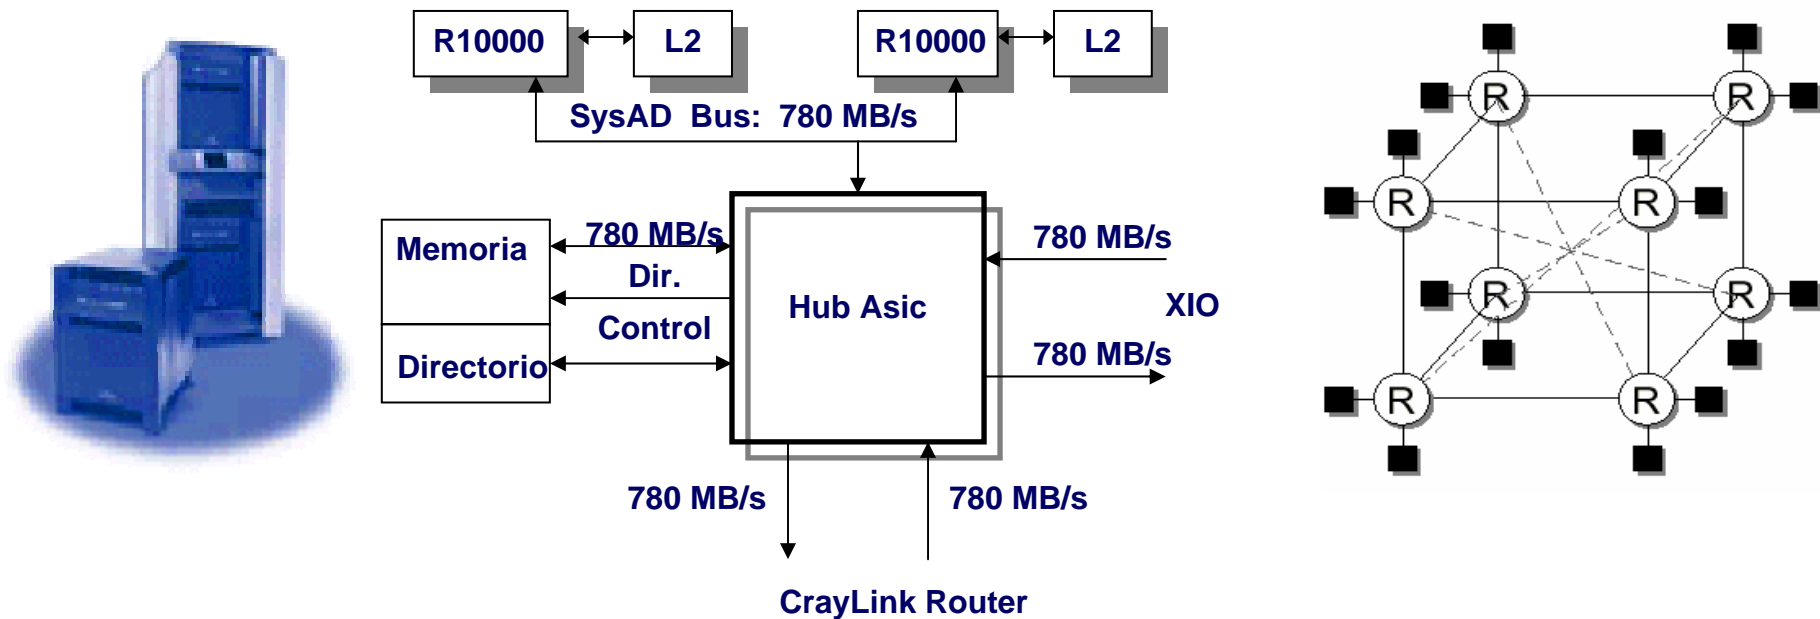 R10000
L2
R10000
L2
SysAD Bus: 780 MB/s
Memoria
780 MB/s
Dir.
Control
Directorio
Hub Asic
780 MB/s
XIO
780 MB/s
780 MB/s
780 MB/s
CrayLink Router
R
R
R
R
R
R
R
R